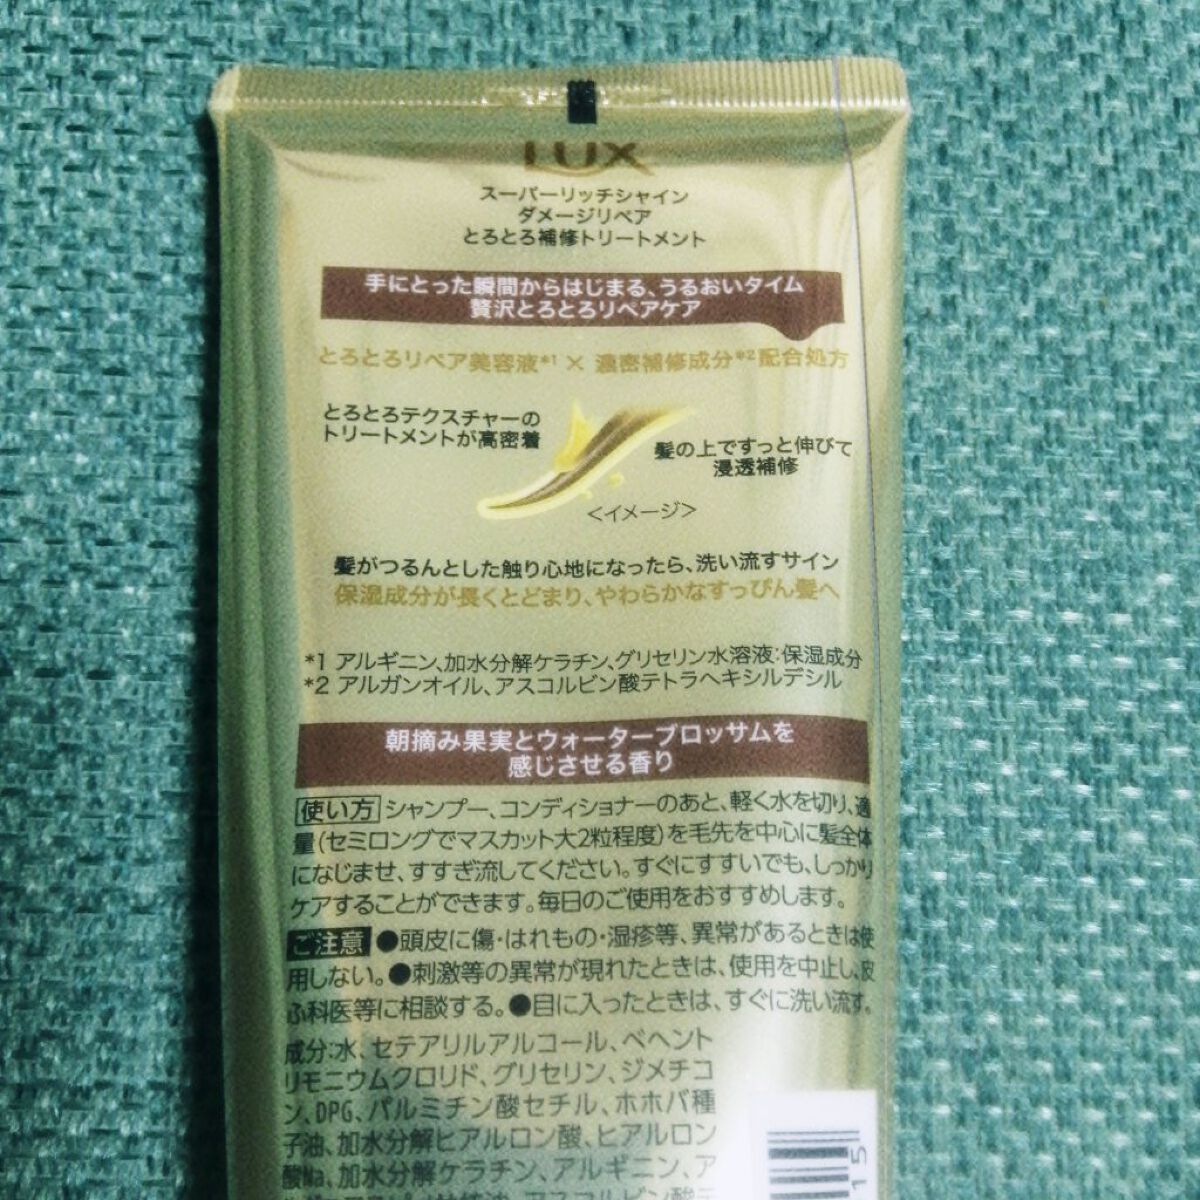 LUX
スーパーリッチシャイン
ダメージリペア
とろとろ補修トリートメント
手にとった瞬間からはじまる、うるおいタイム
贅沢とろとろリペアケア
とろとろリペア美容液*1 × 濃密補修成分*2配合処方
とろとろテクスチャーの
トリートメントが高密着
髪の上ですっと伸びて
浸透補修
＜イメージ＞
髪がつるんとした触り心地になったら、洗い流すサイン
保湿成分が長くとどまり、やわらかなすっぴん髪へ
*1 アルギニン、加水分解ケラチン、グリセリン水溶液：保湿成分
*2 アルガンオイル、アスコルビン酸テトラヘキシルデシル
朝摘み果実とウォーターブロッサムを
感じさせる香り
使い方 シャンプー、コンディショナーのあと、軽く水を切り、適
量(セミロングでマスカット大2粒程度)を毛先を中心に髪全体
になじませ、すすぎ流してください。すぐにすすいでも、しっかり
ケアすることができます。毎日のご使用をおすすめします。
ご注意 ●頭皮に傷・はれもの・湿疹等、異常があるときは使
用しない。●刺激等の異常が現れたときは、使用を中止し、皮
ふ科医等に相談する。●目に入ったときは、すぐに洗い流す。
成分：水、セテアリルアルコール、ベヘント
リモニウムクロリド、グリセリン、ジメチコ
ン、DPG、パルミチン酸セチル、ホホバ種
子油、加水分解ヒアルロン酸、ヒアルロン
酸Na、加水分解ケラチン、アルギニン、ア
アスコルビン酸テ
15